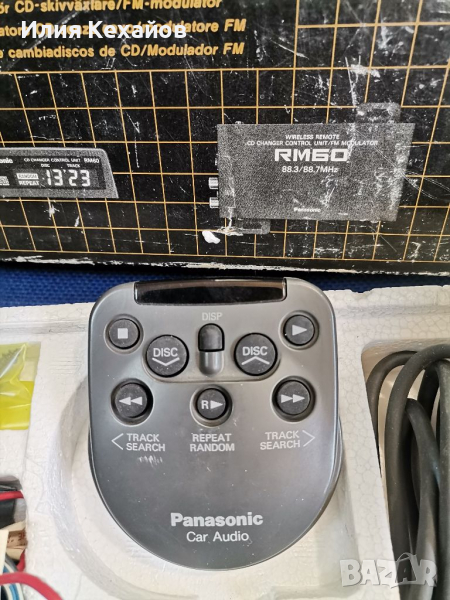 ör CD-skivväxlare/FM-modulator
Илия Кехайов
cambiadiscos de CD/Modulador FM
WIRELESS REMOTE
CD CHANGER CONTROL UNIT/FM MODULATOR
RM60
88.3/88.7MHz
Panasonic
CD CHANGER CONTROL UNIT RM60
DISC TRACK
RANDOM
REPEAT
13 23
DISP
DISC
DISC
R
TRACK SEARCH
REPEAT RANDOM
TRACK SEARCH
Panasonic
Car Audio
BAZAR